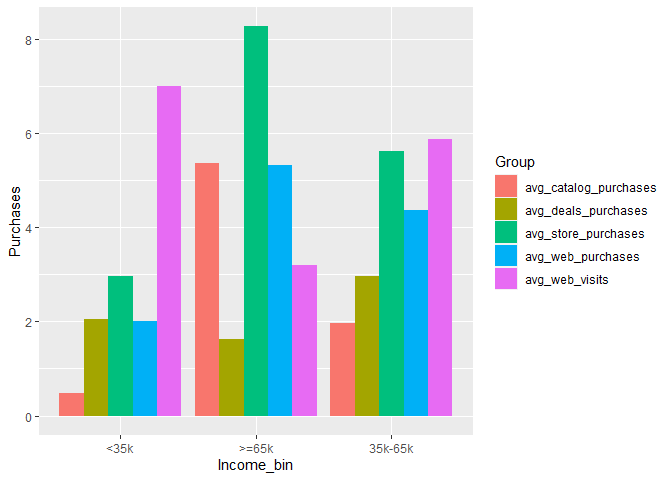 8
6
4
2
0
Purchases
<35k
>=65k
35k-65k
Income_bin
Group
avg_catalog_purchases
avg_deals_purchases
avg_store_purchases
avg_web_purchases
avg_web_visits